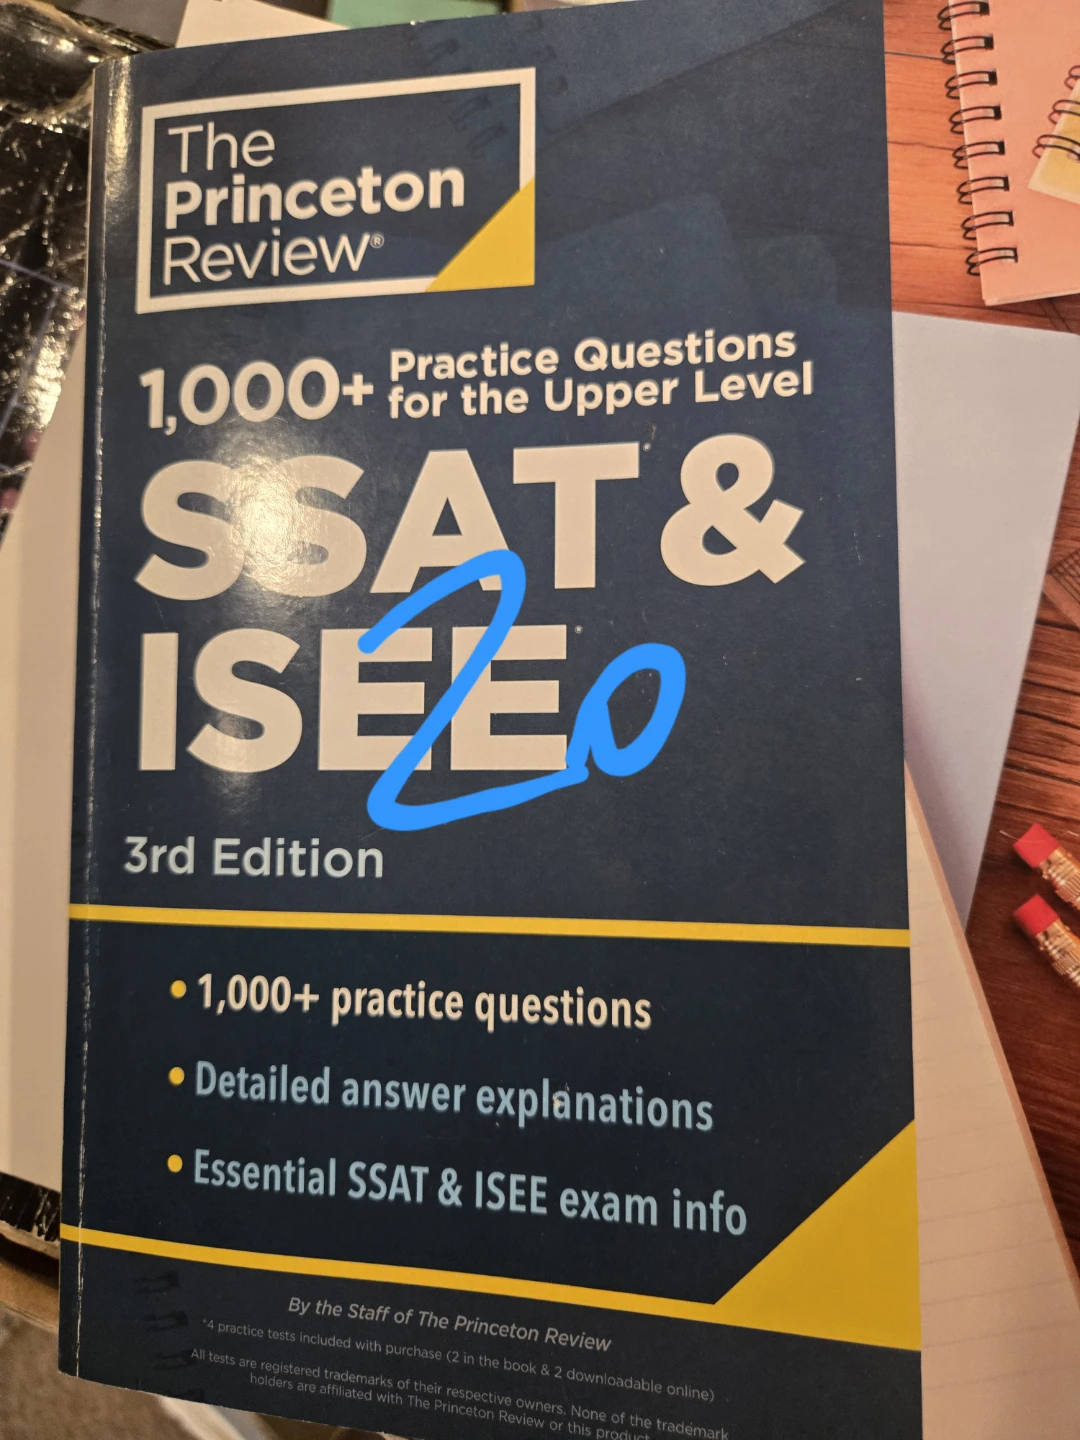 The
Princeton
Review®
1,000+ Practice Questions
for the Upper Level
SSAT &
ISEE
20
3rd Edition
• 1,000+ practice questions
• Detailed answer explanations
• Essential SSAT & ISEE exam info
By the Staff of The Princeton Review
*4 practice tests included with purchase (2 in the book & 2 downloadable online)
All tests are registered trademarks of their respective owners. None of the trademark
holders are affiliated with The Princeton Review or this product.